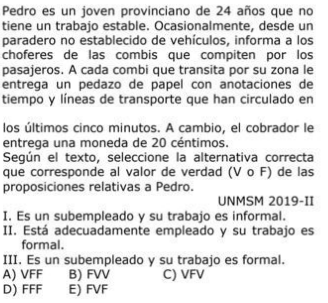 Pedro es un joven provinciano de 24 años que no
tiene un trabajo estable. Ocasionalmente, desde un
paradero no establecido de vehículos, informa a los
choferes de las combis que compiten por los
pasajeros. A cada combi que transita por su zona le
entrega un pedazo de papel con anotaciones de
tiempo y líneas de transporte que han circulado en
los últimos cinco minutos. A cambio, el cobrador le
entrega una moneda de 20 céntimos.
Según el texto, seleccione la alternativa correcta
que corresponde al valor de verdad (V o F) de las
proposiciones relativas a Pedro.
UNMSM 2019-II
I. Es un subempleado y su trabajo es informal.
II. Está adecuadamente empleado y su trabajo es
formal.
III. Es un subempleado y su trabajo es formal.
A) VFF B) FVV C) VFV
D) FFF E) FVF